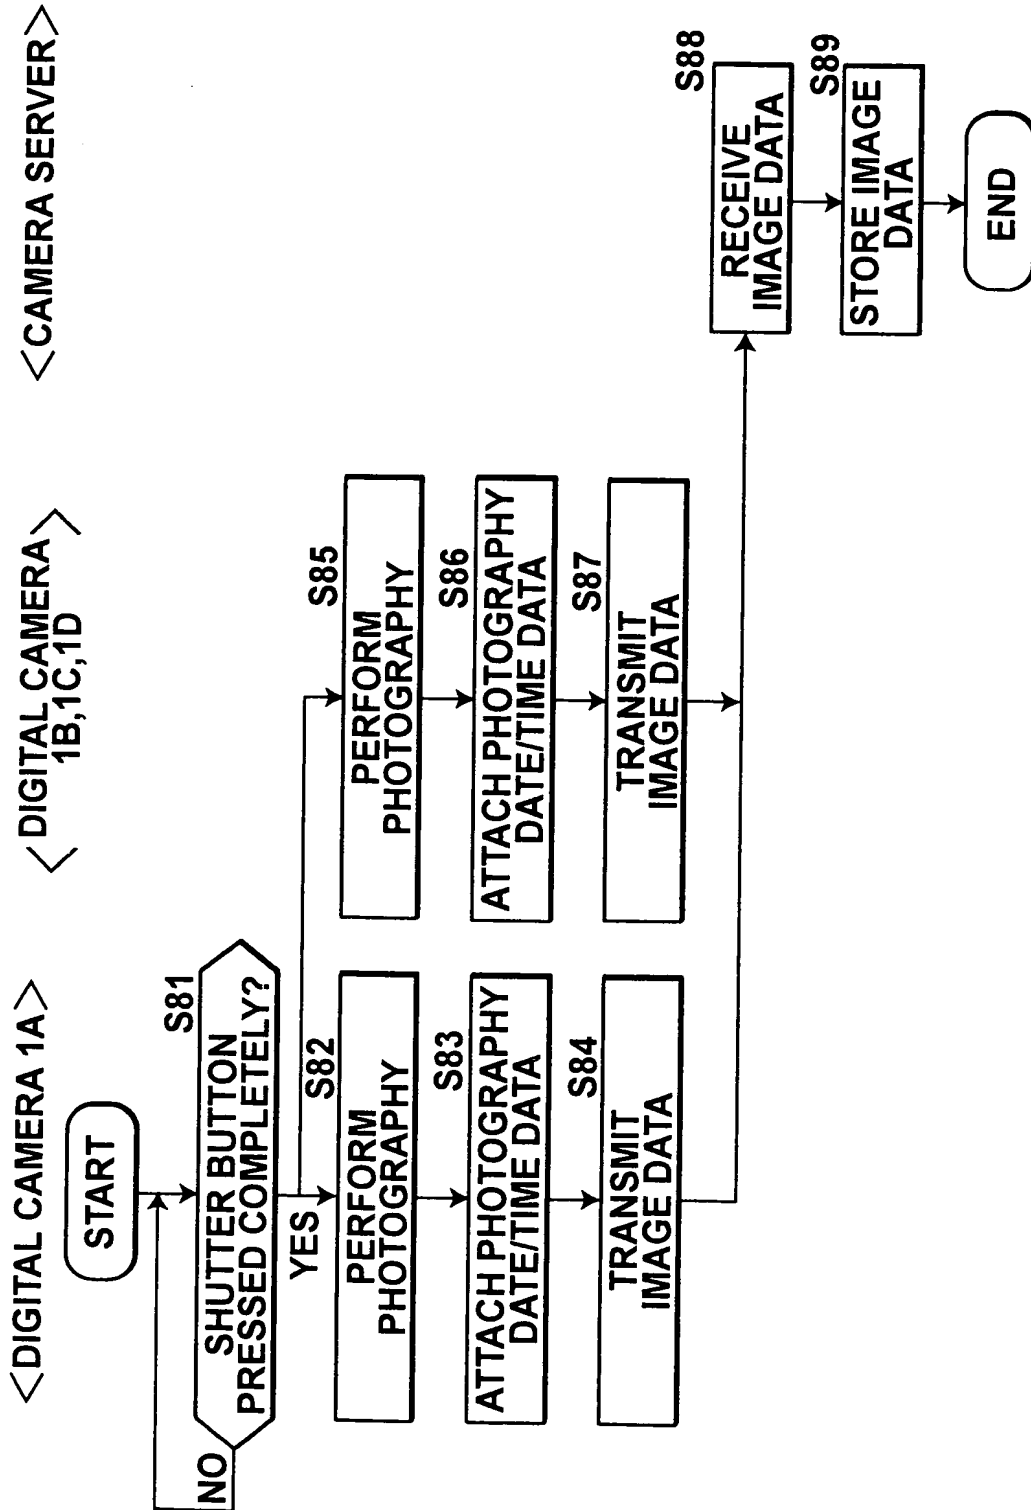 <DIGITAL CAMERA 1A>
<DIGITAL CAMERA
1B,1C,1D>
<CAMERA SERVER>
START
S81
SHUTTER BUTTON
PRESSED COMPLETELY?
NO
YES
S82
PERFORM
PHOTOGRAPHY
S83
ATTACH PHOTOGRAPHY
DATE/TIME DATA
S84
TRANSMIT
IMAGE DATA
S85
PERFORM
PHOTOGRAPHY
S86
ATTACH PHOTOGRAPHY
DATE/TIME DATA
S87
TRANSMIT
IMAGE DATA
S88
RECEIVE
IMAGE DATA
S89
STORE IMAGE
DATA
END